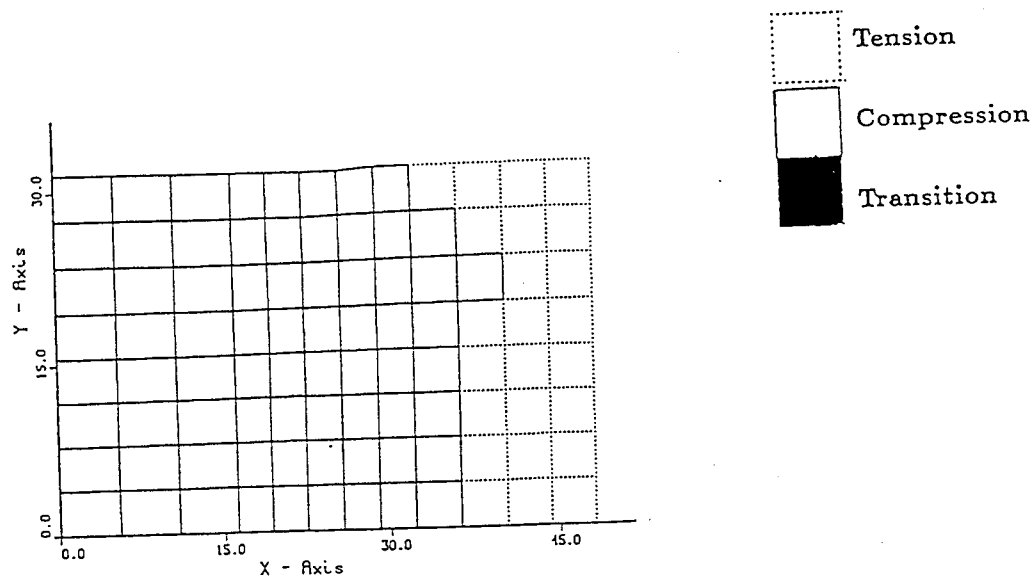 Tension
Compression
Transition
30.0
15.0
0.0
Y - Axis
0.0
15.0
30.0
45.0
X - Axis